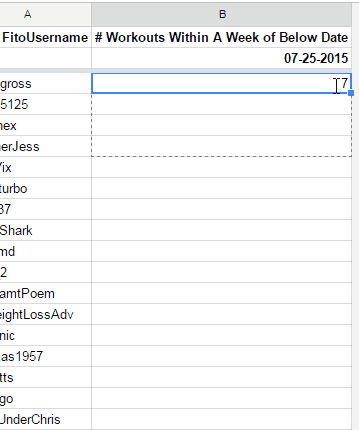 A B
FitoUsername # Workouts Within A Week of Below Date
07-25-2015
gross 7
5125
nex
nerJess
Vix
turbo
37
Shark
md
2
amtPoem
eightLossAdv
nic
as1957
tts
go
UnderChris